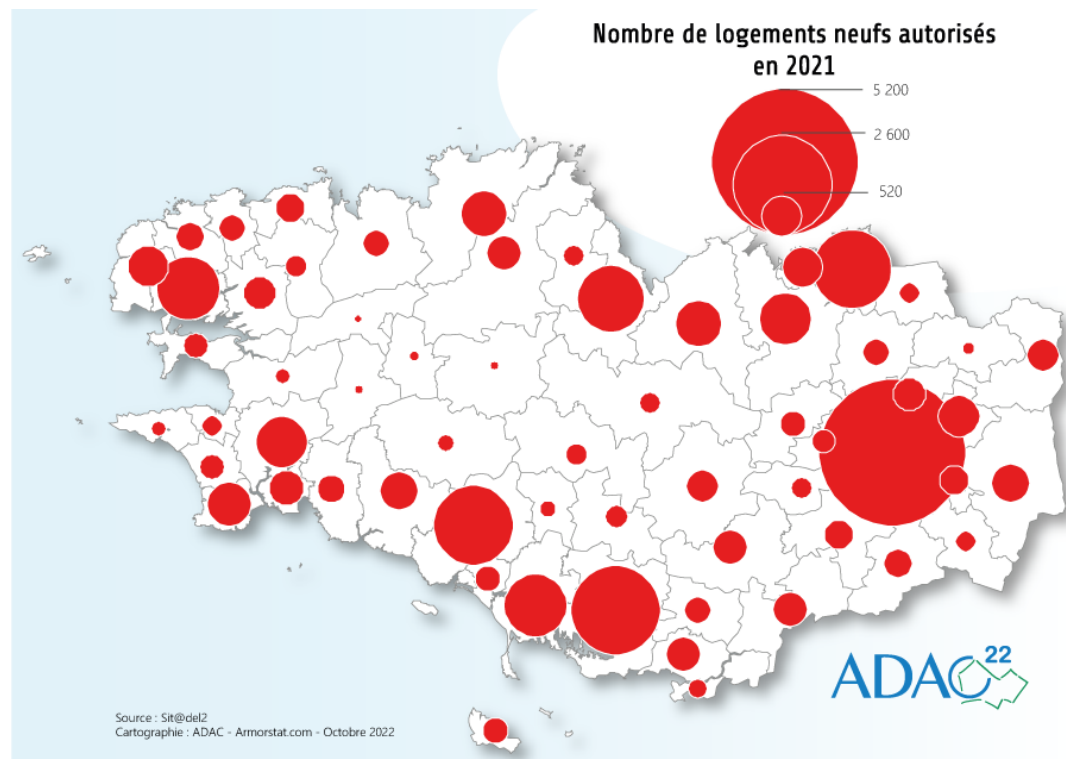 Nombre de logements neufs autorisés
en 2021
5 200
2 600
520
ADAC 22
Source : Sit@del2
Cartographie : ADAC - Armorstat.com - Octobre 2022